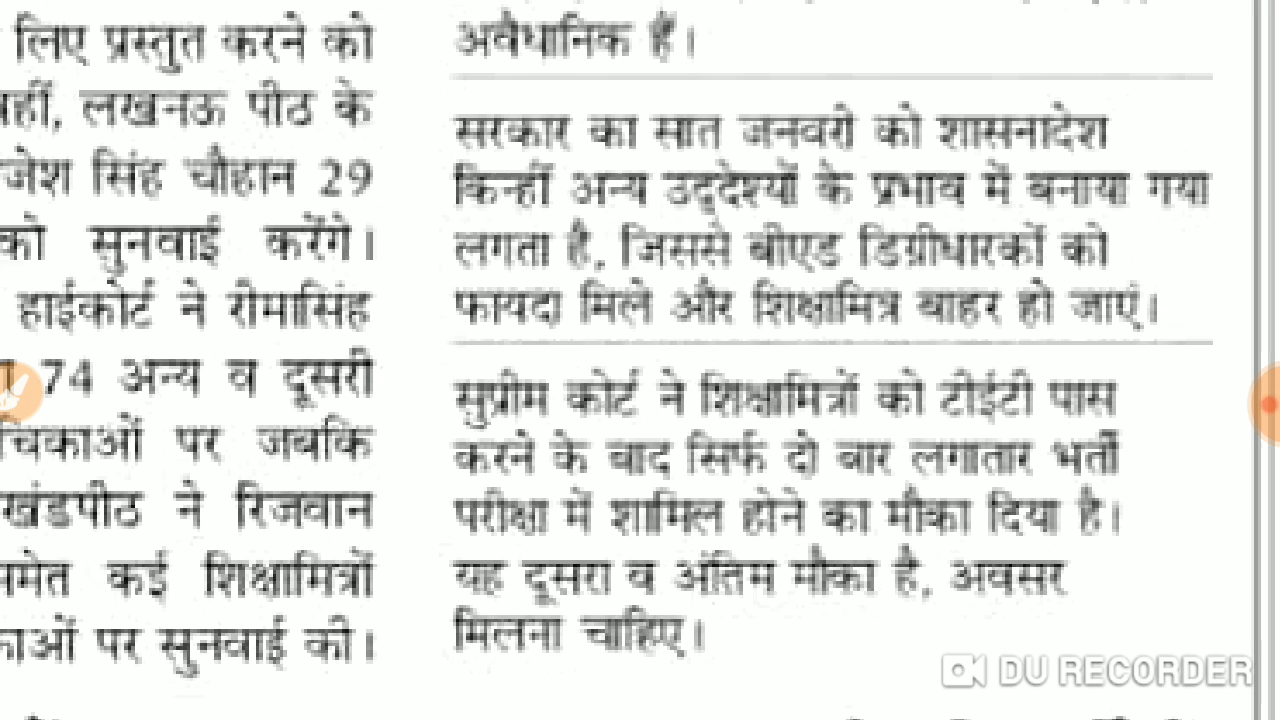 लिए प्रस्तुत करने को
लखनऊ पीठ के
सिंह चौहान 29
को सुनवाई करेंगे।
हाईकोर्ट ने रीमासिंह
74 अन्य व दूसरी
पर जबकि
खंडपीठ ने रिजवान
कई शिक्षामित्रों
पर सुनवाई की।
अवैधानिक हैं।
सरकार का सात जनवरी को शासनादेश
किन्हीं अन्य उद्देश्यों के प्रभाव में बनाया गया
लगता है, जिससे बीएड डिग्रीधारकों को
फायदा मिले और शिक्षामित्र बाहर हो जाएं।
सुप्रीम कोर्ट ने शिक्षामित्रों को टीईटी पास
करने के बाद सिर्फ दो बार लगातार भर्ती
परीक्षा में शामिल होने का मौका दिया है।
यह दूसरा व अंतिम मौका है, अवसर
मिलना चाहिए।
DU RECORDER